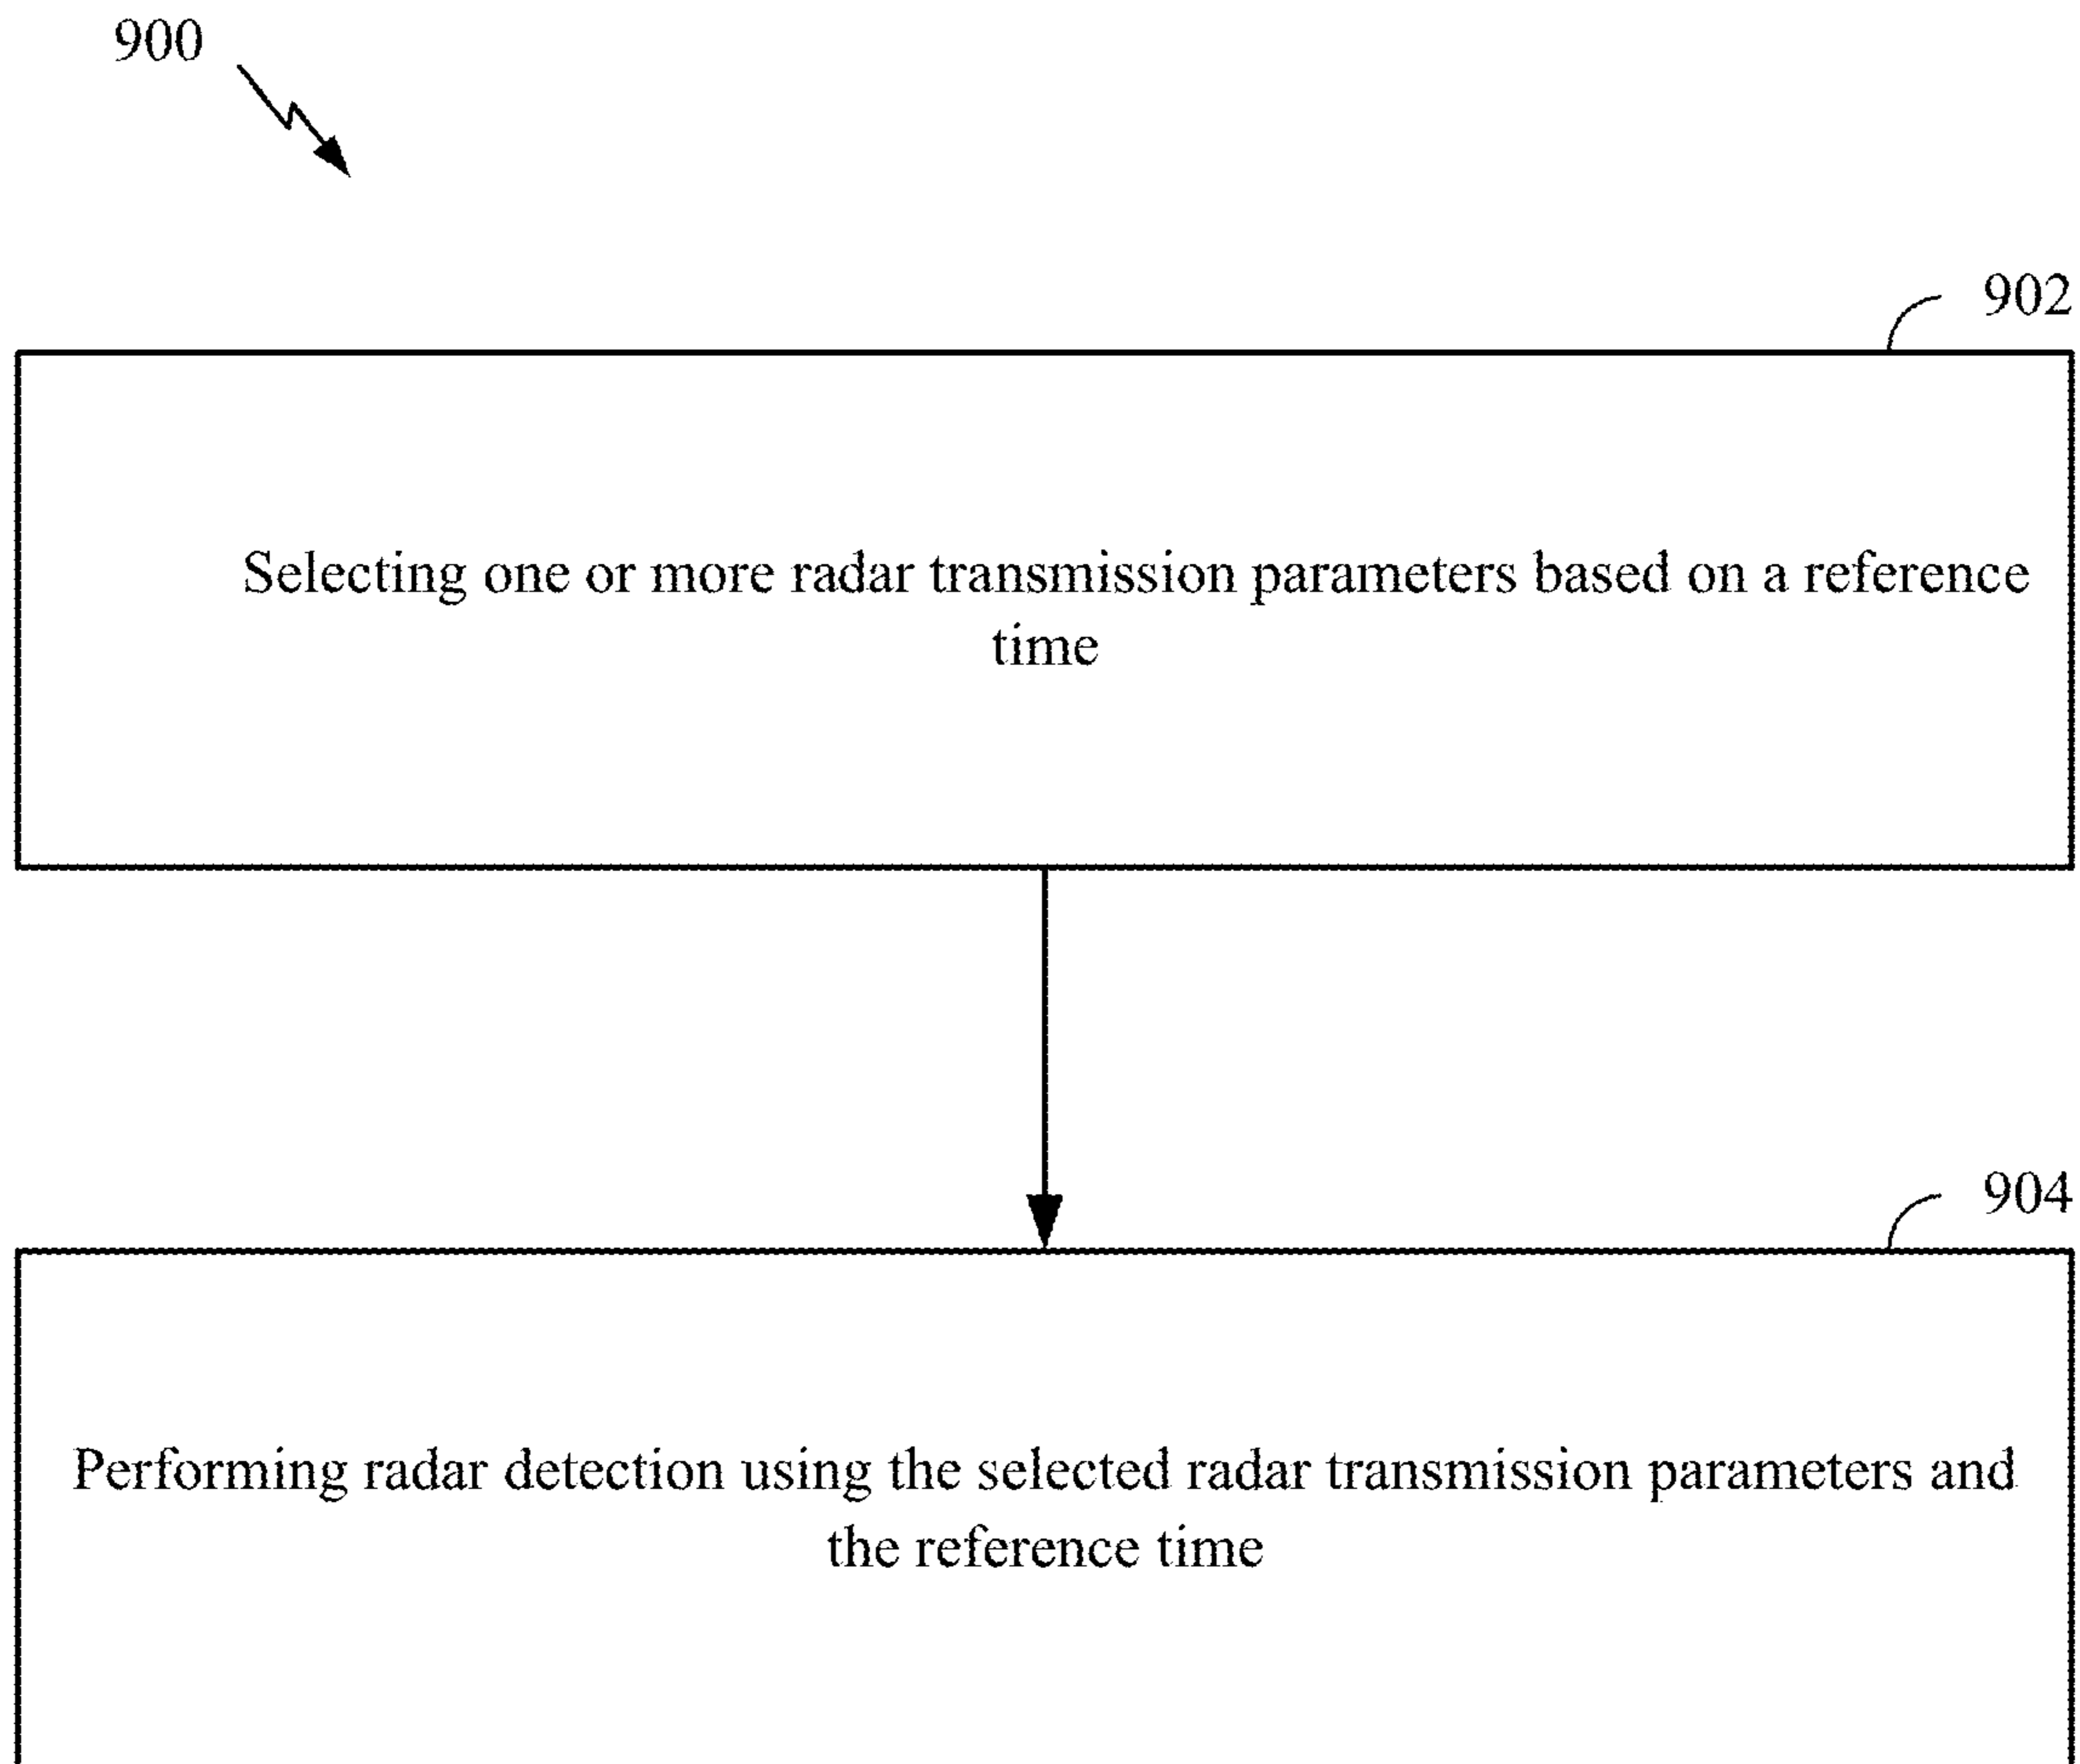 900
902
Selecting one or more radar transmission parameters based on a reference
time
904
Performing radar detection using the selected radar transmission parameters and
the reference time